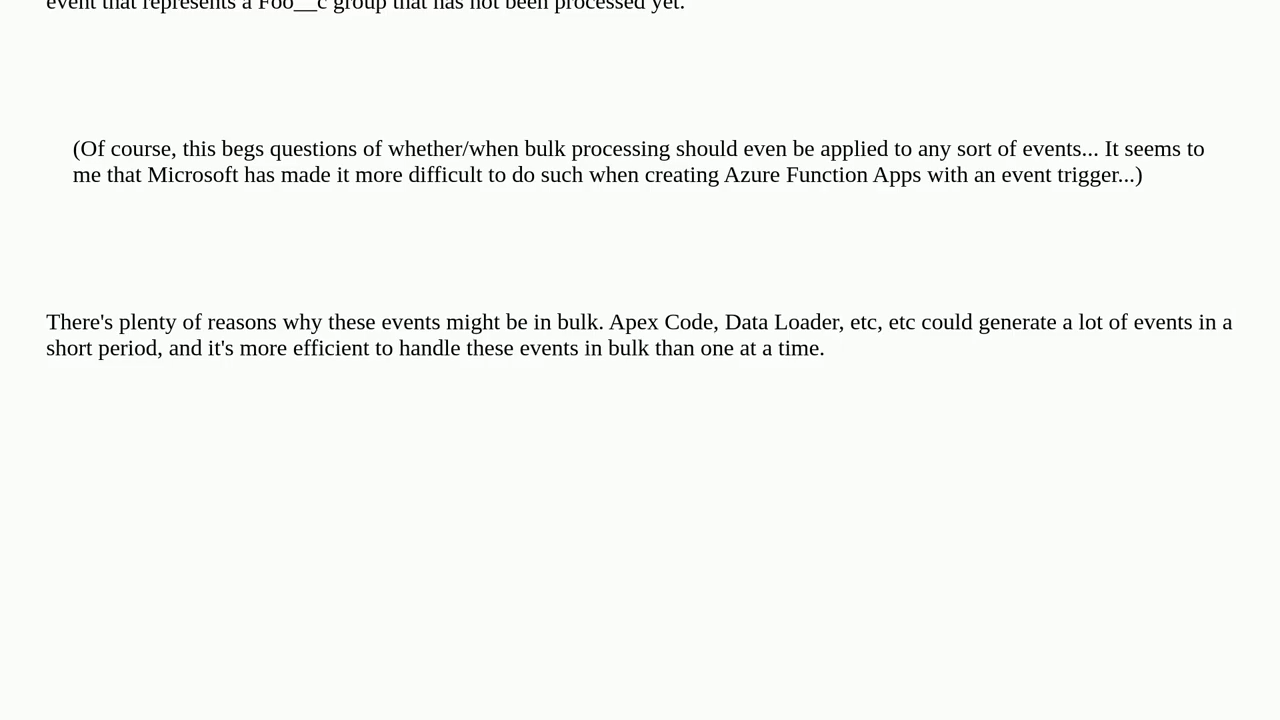 event that represents a Foo__c group that has not been processed yet.
(Of course, this begs questions of whether/when bulk processing should even be applied to any sort of events... It seems to
me that Microsoft has made it more difficult to do such when creating Azure Function Apps with an event trigger...)
There's plenty of reasons why these events might be in bulk. Apex Code, Data Loader, etc, etc could generate a lot of events in a
short period, and it's more efficient to handle these events in bulk than one at a time.